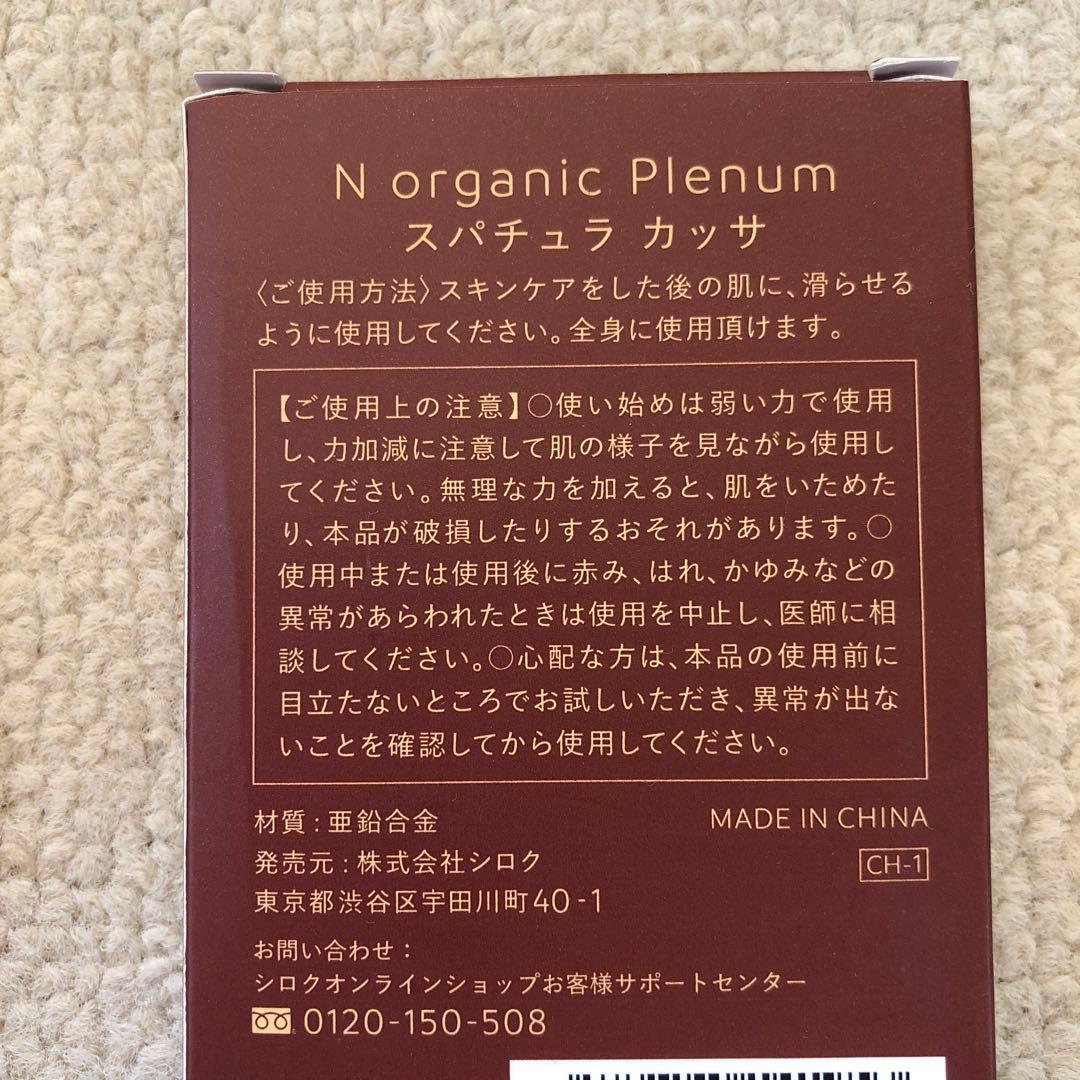 N organic Plenum
スパチュラ カッサ
〈ご使用方法〉スキンケアをした後の肌に、滑らせる
ように使用してください。全身に使用頂けます。
【ご使用上の注意】○使い始めは弱い力で使用
し、力加減に注意して肌の様子を見ながら使用し
てください。無理な力を加えると、肌をいためた
り、本品が破損したりするおそれがあります。○
使用中または使用後に赤み、はれ、かゆみなどの
異常があらわれたときは使用を中止し、医師に相
談してください。○心配な方は、本品の使用前に
目立たないところでお試しいただき、異常が出な
いことを確認してから使用してください。
材質:亜鉛合金
MADE IN CHINA
発売元:株式会社シロク
CH-1
東京都渋谷区宇田川町40-1
お問い合わせ:
シロクオンラインショップお客様サポートセンター
0120-150-508